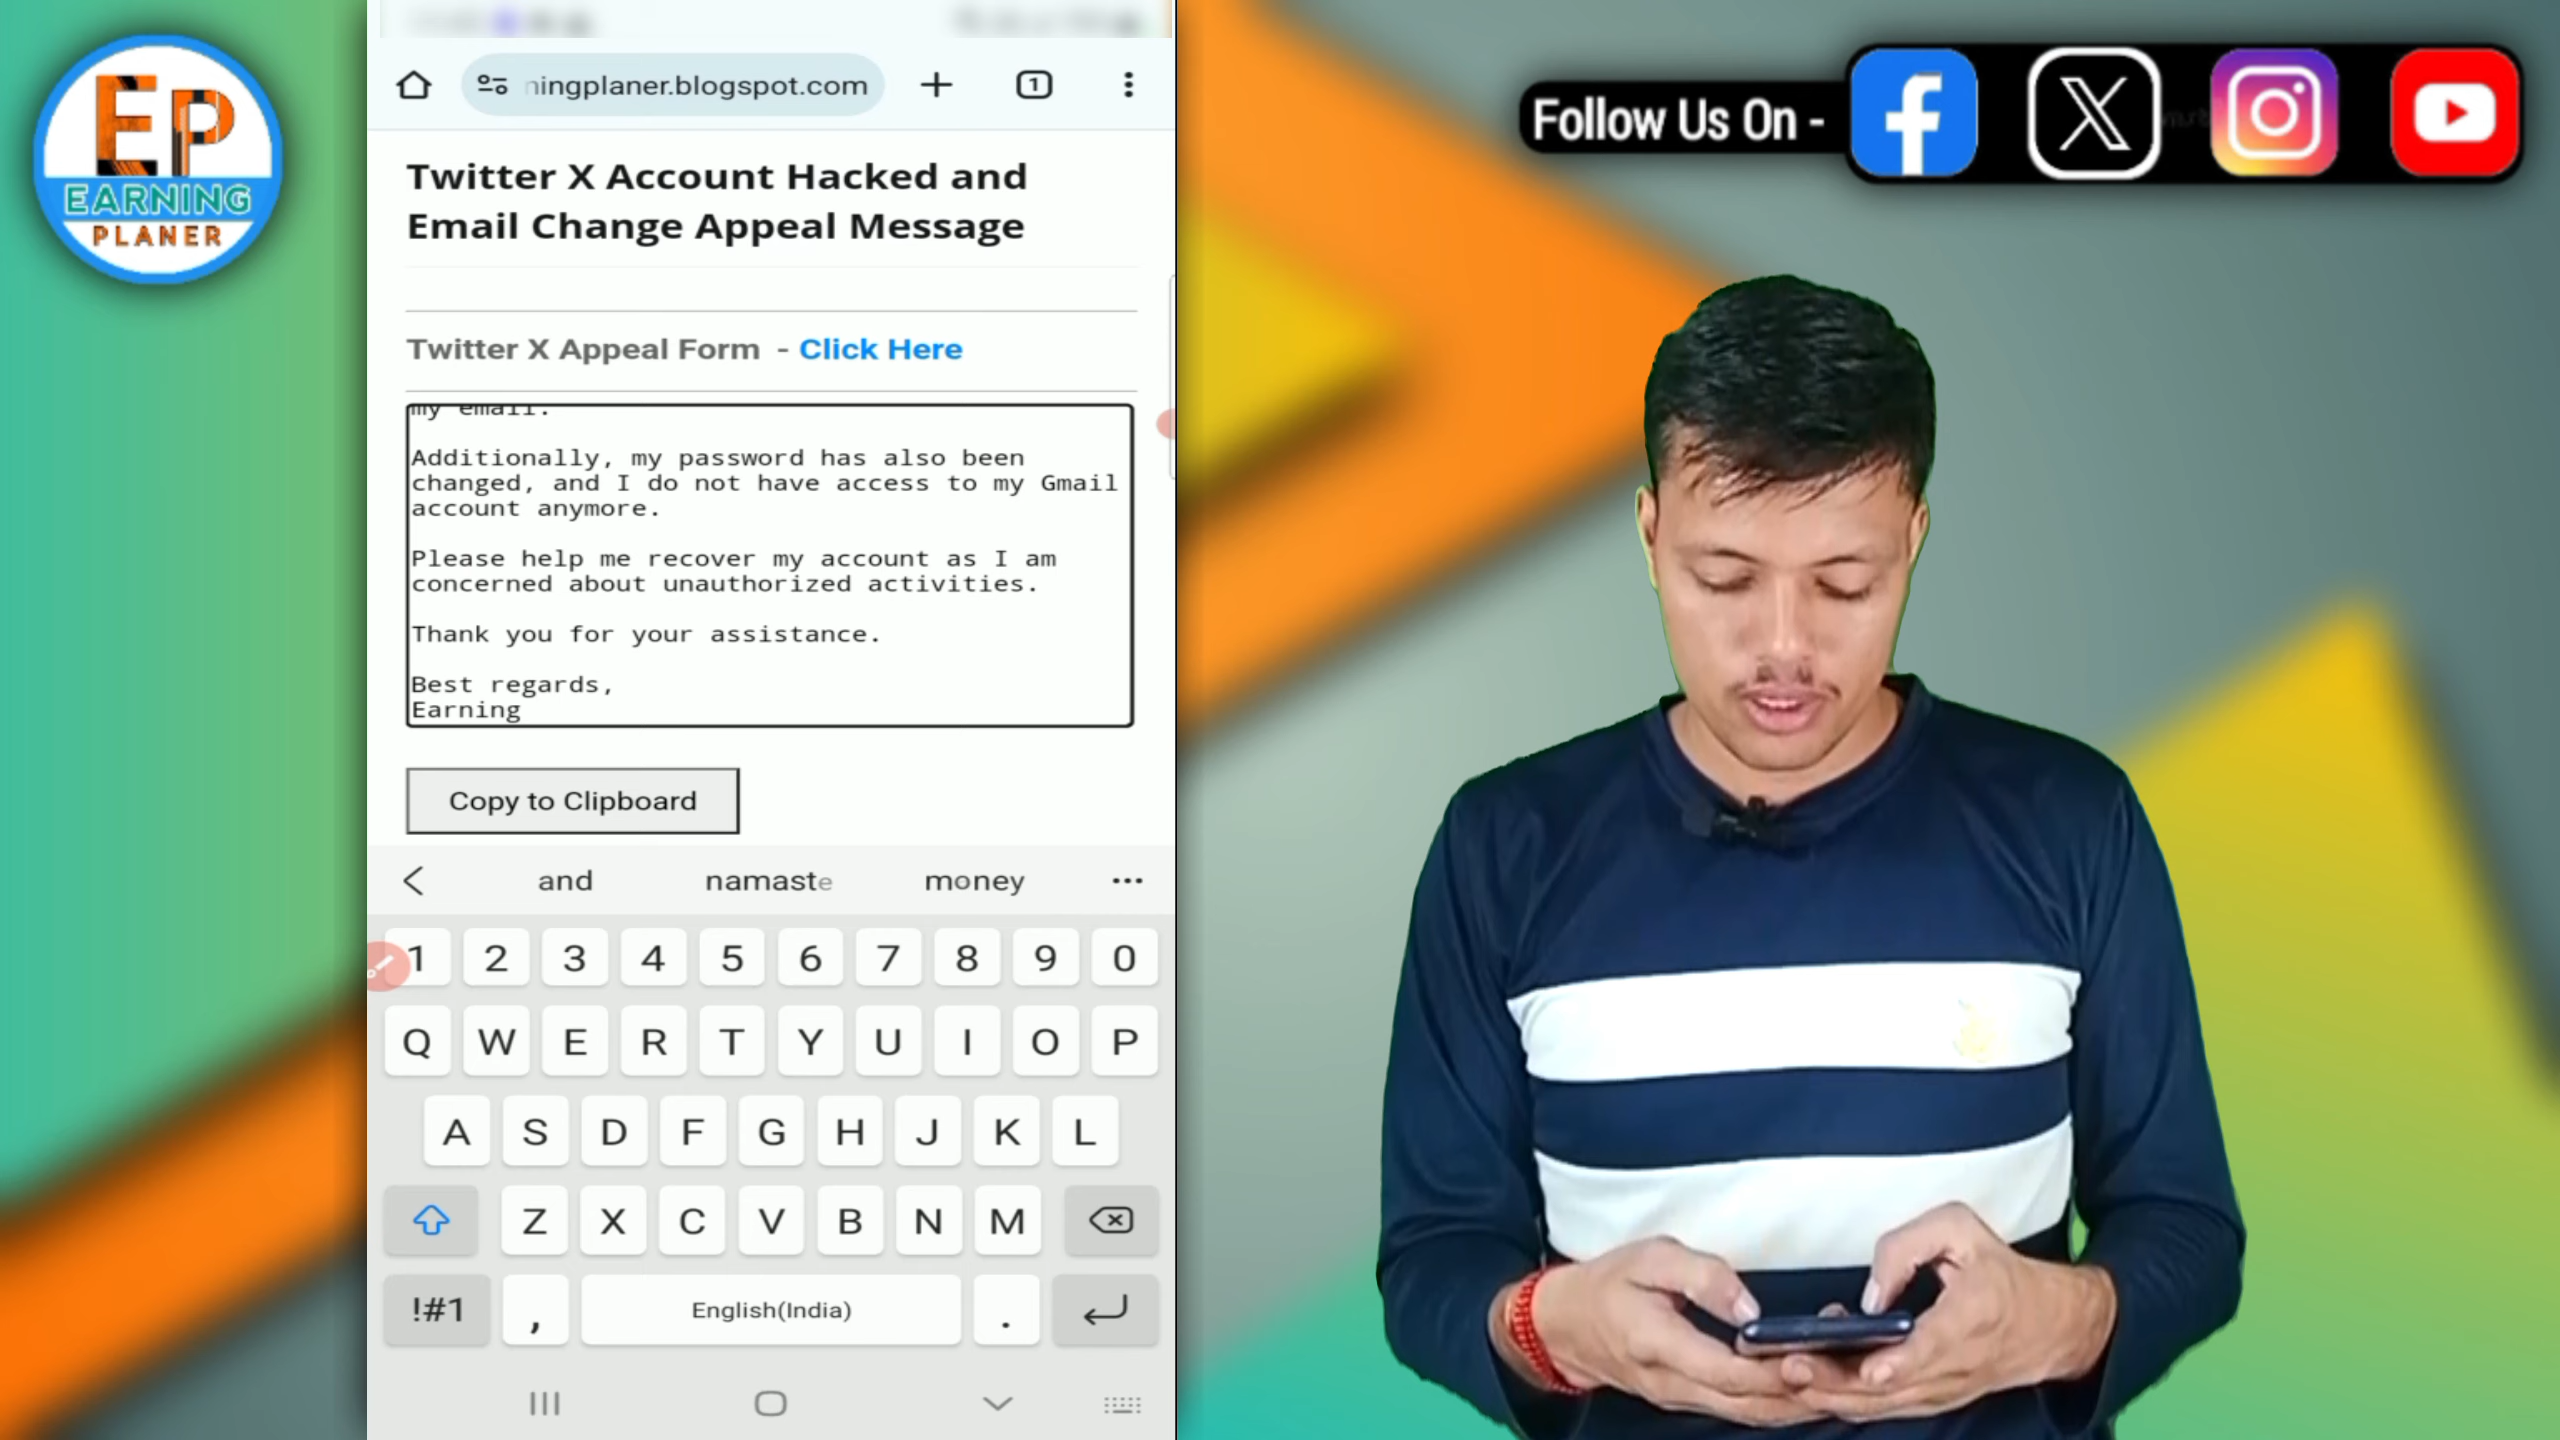 EP
EARNING
PLANER
ningplaner.blogspot.com
1
Twitter X Account Hacked and
Email Change Appeal Message
Twitter X Appeal Form - Click Here
my email.
Additionally, my password has also been
changed, and I do not have access to my Gmail
account anymore.
Please help me recover my account as I am
concerned about unauthorized activities.
Thank you for your assistance.
Best regards,
Earning
Copy to Clipboard
and namaste money
1 2 3 4 5 6 7 8 9 0
Q W E R T Y U I O P
A S D F G H J K L
Z X C V B N M
!#1 , English(India) .
Follow Us On -